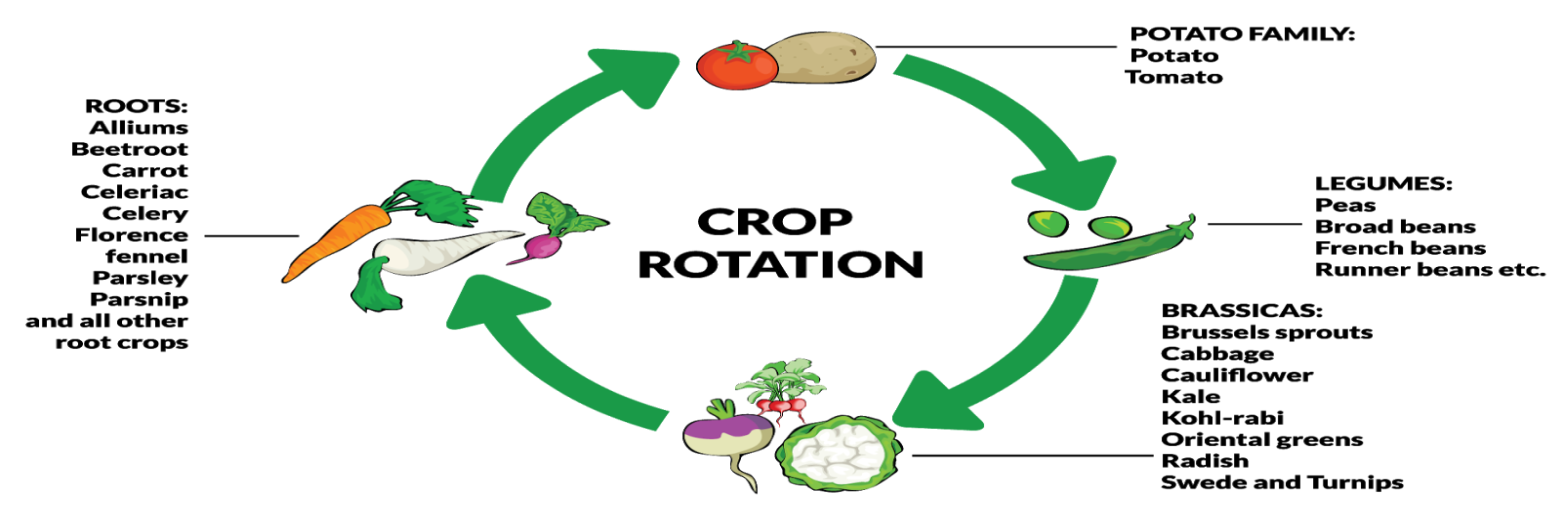 CROP
ROTATION
POTATO FAMILY:
Potato
Tomato
LEGUMES:
Peas
Broad beans
French beans
Runner beans etc.
BRASSICAS:
Brussels sprouts
Cabbage
Cauliflower
Kale
Kohl-rabi
Oriental greens
Radish
Swede and Turnips
ROOTS:
Alliums
Beetroot
Carrot
Celeriac
Celery
Florence
fennel
Parsley
Parsnip
and all other
root crops